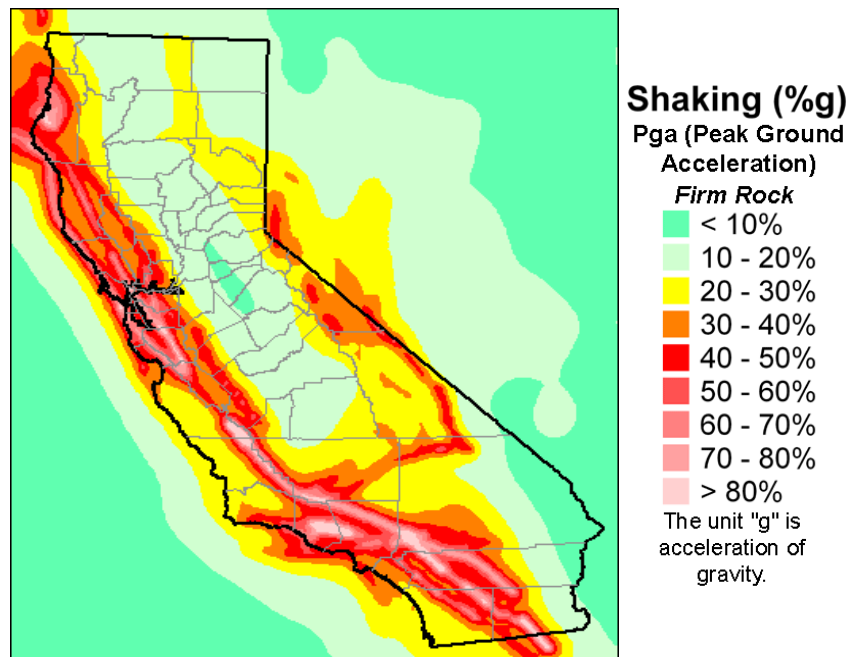 Shaking (%g)
Pga (Peak Ground
Acceleration)
Firm Rock
< 10%
10 - 20%
20 - 30%
30 - 40%
40 - 50%
50 - 60%
60 - 70%
70 - 80%
> 80%
The unit "g" is
acceleration of
gravity.